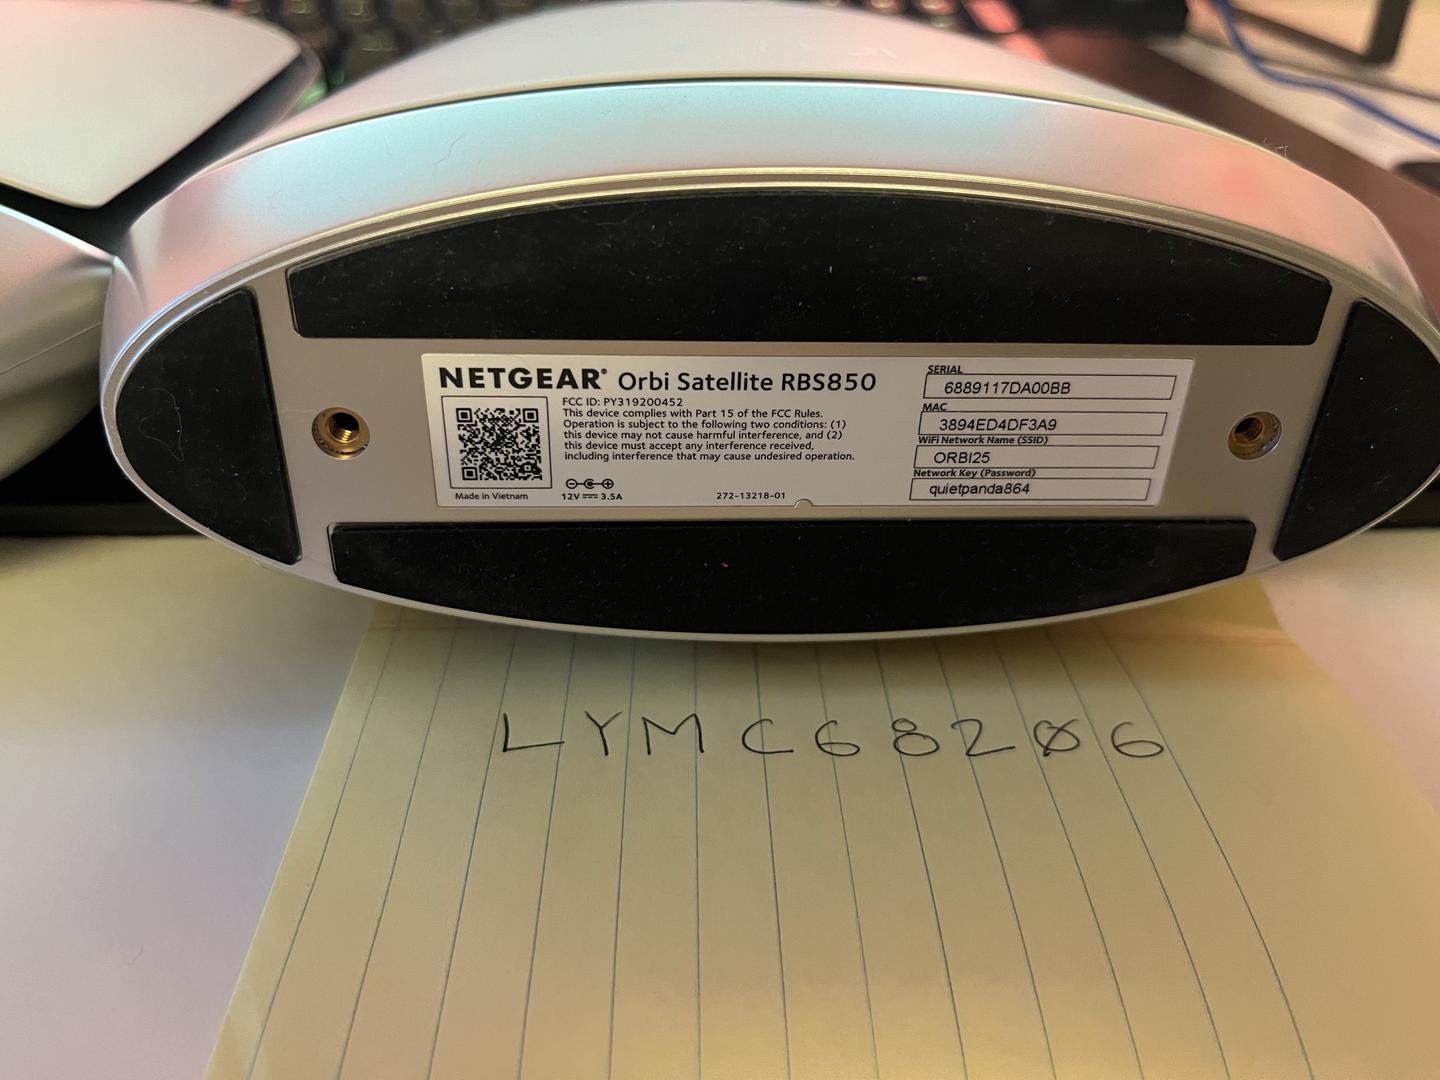 NETGEAR® Orbi Satellite RBS850
FCC ID: PY319200452
This device complies with Part 15 of the FCC Rules.
Operation is subject to the following two conditions: (1)
this device may not cause harmful interference, and (2)
this device must accept any interference received,
including interference that may cause undesired operation.
Made in Vietnam
12V 3.5A
272-13218-01
SERIAL
6889117DA00BB
MAC
3894ED4DF3A9
WiFi Network Name (SSID)
ORBI25
Network Key (Password)
quietpanda864
LYMC68206